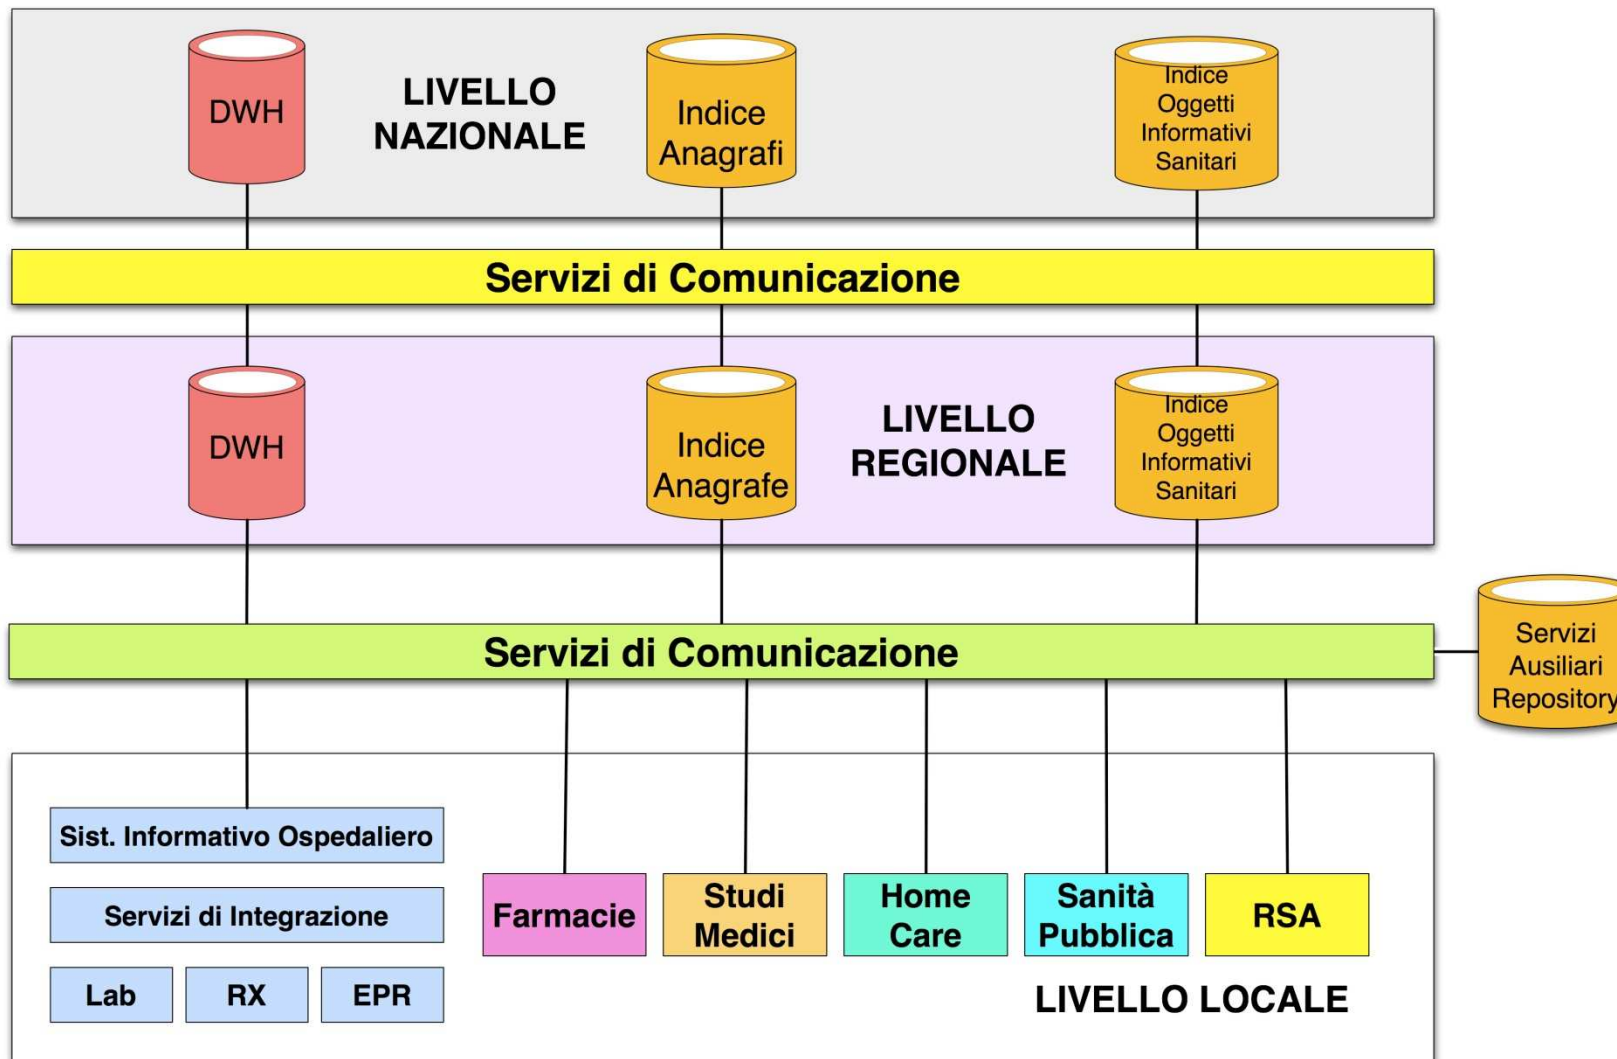 DWH
LIVELLO
NAZIONALE
Indice
Anagrafi
Indice
Oggetti
Informativi
Sanitari
Servizi di Comunicazione
DWH
Indice
Anagrafe
LIVELLO
REGIONALE
Indice
Oggetti
Informativi
Sanitari
Servizi di Comunicazione
Servizi
Ausiliari
Repository
Sist. Informativo Ospedaliero
Servizi di Integrazione
Lab
RX
EPR
Farmacie
Studi
Medici
Home
Care
Sanità
Pubblica
RSA
LIVELLO LOCALE